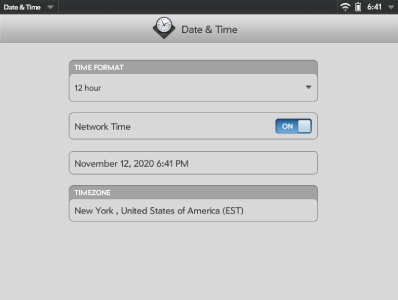 Date & Time
6:41
Date & Time
TIME FORMAT
12 hour
Network Time
ON
November 12, 2020 6:41 PM
TIMEZONE
New York , United States of America (EST)